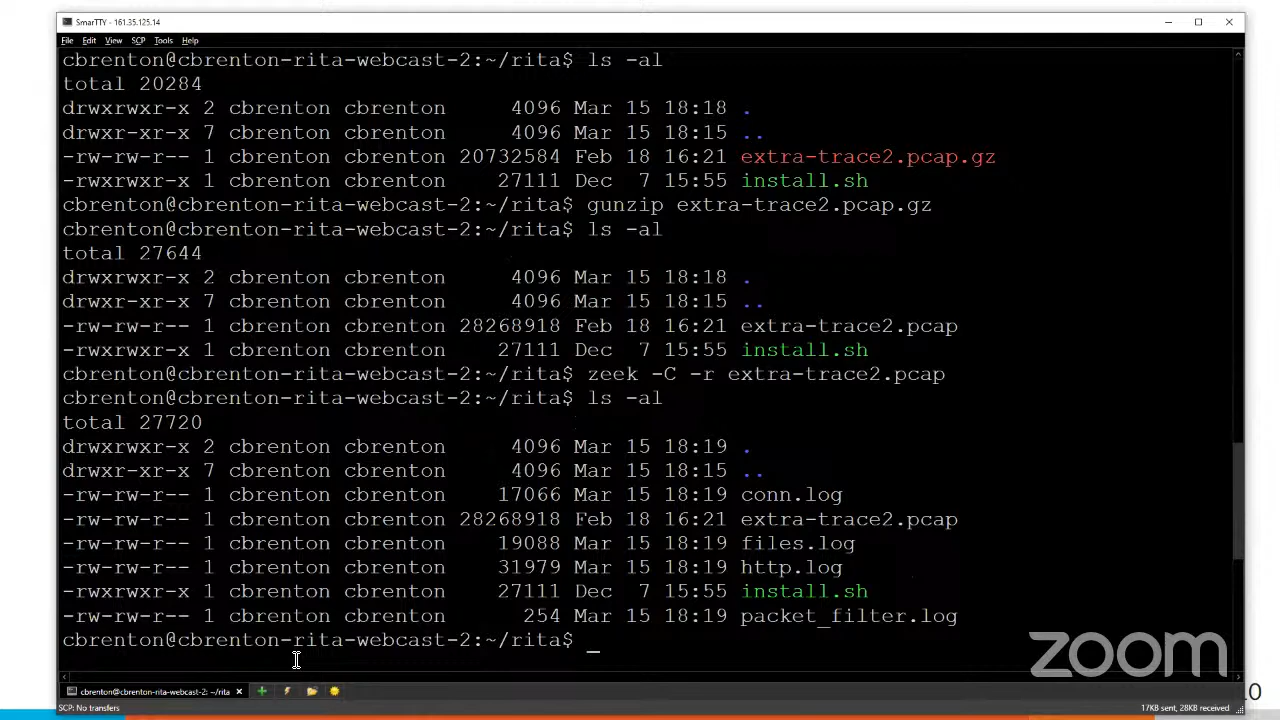 SmarTTY - 161.35.125.14
File Edit View SCP Tools Help
cbrenton@cbrenton-rita-webcast-2:~/rita$ ls -al
total 20284
drwxrwxr-x 2 cbrenton cbrenton 4096 Mar 15 18:18 .
drwxr-xr-x 7 cbrenton cbrenton 4096 Mar 15 18:15 ..
-rw-rw-r-- 1 cbrenton cbrenton 20732584 Feb 18 16:21 extra-trace2.pcap.gz
-rwxrwxr-x 1 cbrenton cbrenton 27111 Dec 7 15:55 install.sh
cbrenton@cbrenton-rita-webcast-2:~/rita$ gunzip extra-trace2.pcap.gz
cbrenton@cbrenton-rita-webcast-2:~/rita$ ls -al
total 27644
drwxrwxr-x 2 cbrenton cbrenton 4096 Mar 15 18:18 .
drwxr-xr-x 7 cbrenton cbrenton 4096 Mar 15 18:15 ..
-rw-rw-r-- 1 cbrenton cbrenton 28268918 Feb 18 16:21 extra-trace2.pcap
-rwxrwxr-x 1 cbrenton cbrenton 27111 Dec 7 15:55 install.sh
cbrenton@cbrenton-rita-webcast-2:~/rita$ zeek -C -r extra-trace2.pcap
cbrenton@cbrenton-rita-webcast-2:~/rita$ ls -al
total 27720
drwxrwxr-x 2 cbrenton cbrenton 4096 Mar 15 18:19 .
drwxr-xr-x 7 cbrenton cbrenton 4096 Mar 15 18:15 ..
-rw-rw-r-- 1 cbrenton cbrenton 17066 Mar 15 18:19 conn.log
-rw-rw-r-- 1 cbrenton cbrenton 28268918 Feb 18 16:21 extra-trace2.pcap
-rw-rw-r-- 1 cbrenton cbrenton 19088 Mar 15 18:19 files.log
-rw-rw-r-- 1 cbrenton cbrenton 31979 Mar 15 18:19 http.log
-rwxrwxr-x 1 cbrenton cbrenton 27111 Dec 7 15:55 install.sh
-rw-rw-r-- 1 cbrenton cbrenton 254 Mar 15 18:19 packet_filter.log
cbrenton@cbrenton-rita-webcast-2:~/rita$ _
zoom
cbrenton@cbrenton-rita-webcast-2: ~/rita
SCP: No transfers
17KB sent, 28KB received